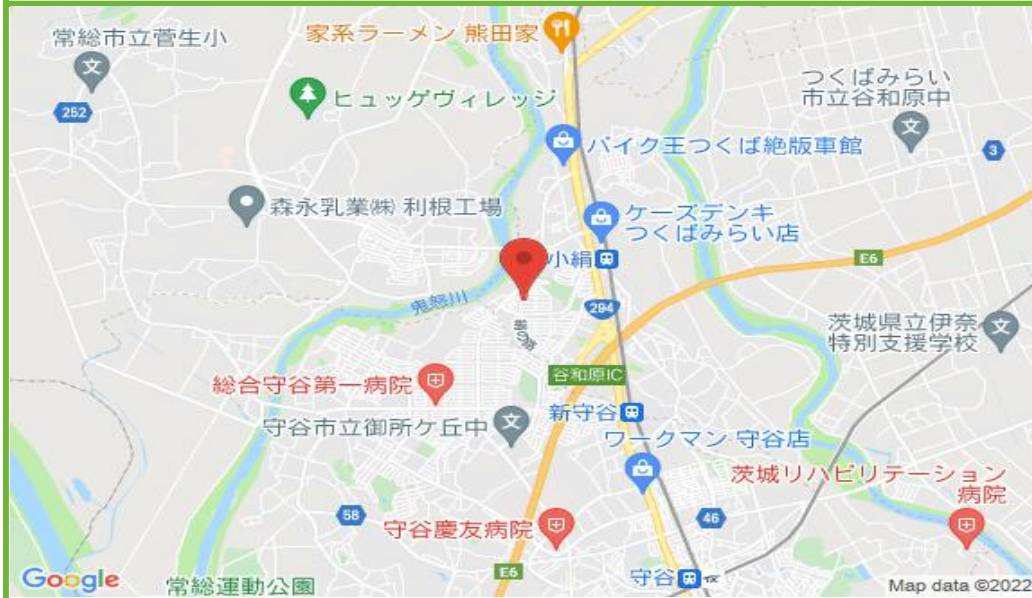 常総市立菅生小
家系ラーメン 熊田家
252
ヒュッゲヴィレッジ
つくばみらい
市立谷和原中
バイク王つくば絶版車館
3
森永乳業㈱ 利根工場
ケーズデンキ
つくばみらい店
小絹
E6
鬼怒川
294
絹の台
茨城県立伊奈
特別支援学校
谷和原IC
総合守谷第一病院
新守谷
守谷市立御所ケ丘中
ワークマン 守谷店
茨城リハビリテーション
病院
58
守谷慶友病院
46
E6
守谷
Google
常総運動公園
Map data ©2022